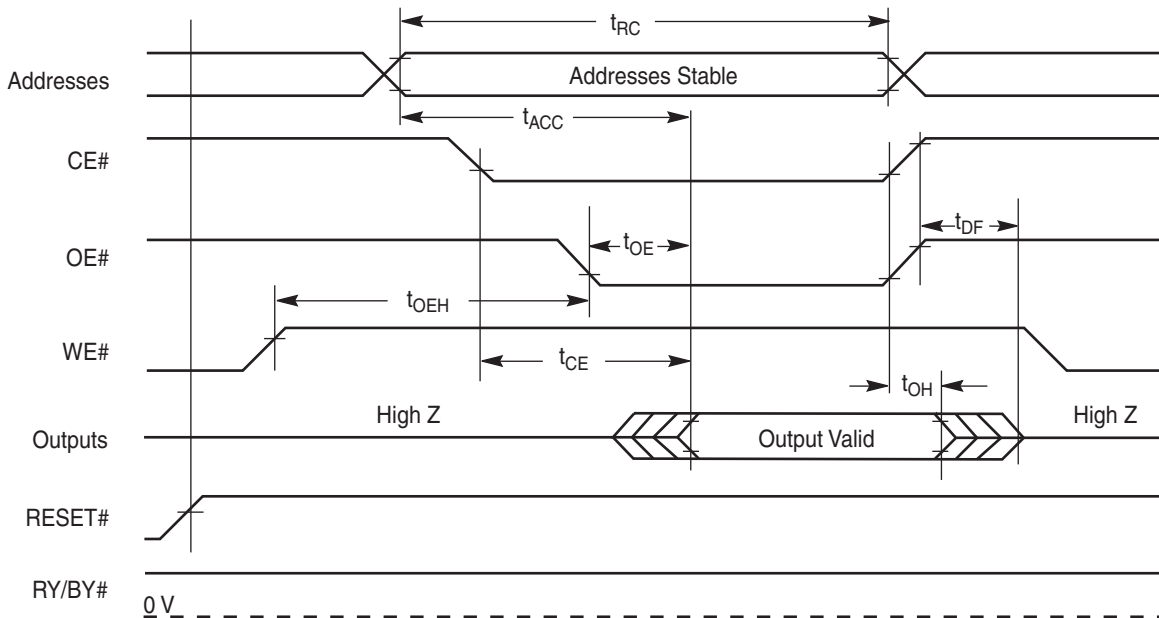 tRC
Addresses
Addresses Stable
tACC
CE#
tDF
OE#
tOE
tOEH
WE#
tCE
tOH
High Z
High Z
Outputs
Output Valid
RESET#
RY/BY#
0 V